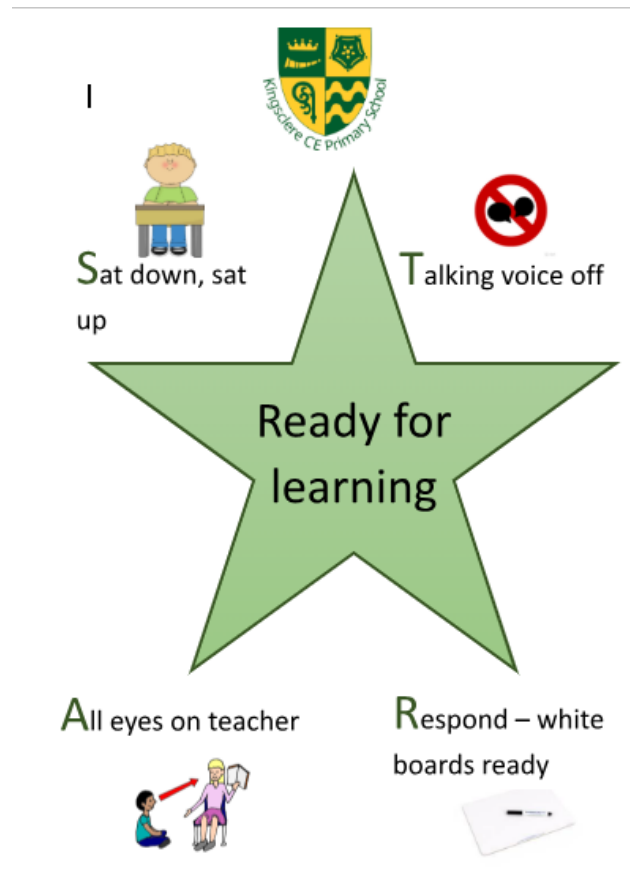 I
Kingsclere CE Primary School
Sat down, sat
up
Talking voice off
Ready for
learning
All eyes on teacher
Respond – white
boards ready